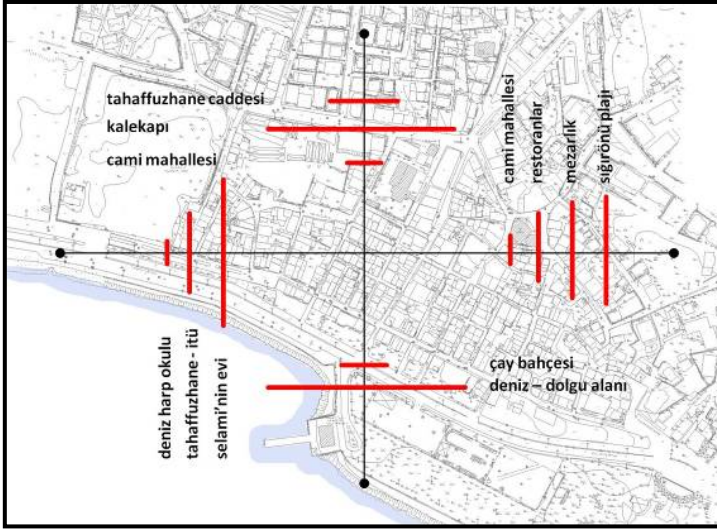 tahaffuzhane caddesi
kalekapı
cami mahallesi
cami mahallesi
restoranlar
mezarlık
sığırönü plajı
deniz harp okulu
tahaffuzhane - itü
selami'nin evi
çay bahçesi
deniz – dolgu alanı